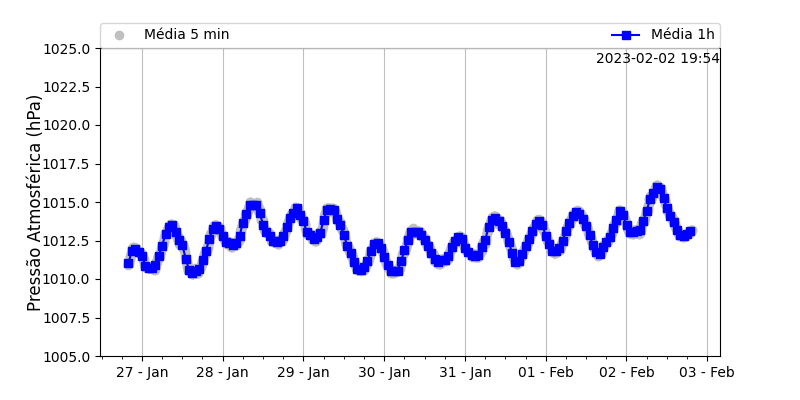 Média 5 min
Média 1h
2023-02-02 19:54
Pressão Atmosférica (hPa)
1025.0
1022.5
1020.0
1017.5
1015.0
1012.5
1010.0
1007.5
1005.0
27 - Jan
28 - Jan
29 - Jan
30 - Jan
31 - Jan
01 - Feb
02 - Feb
03 - Feb